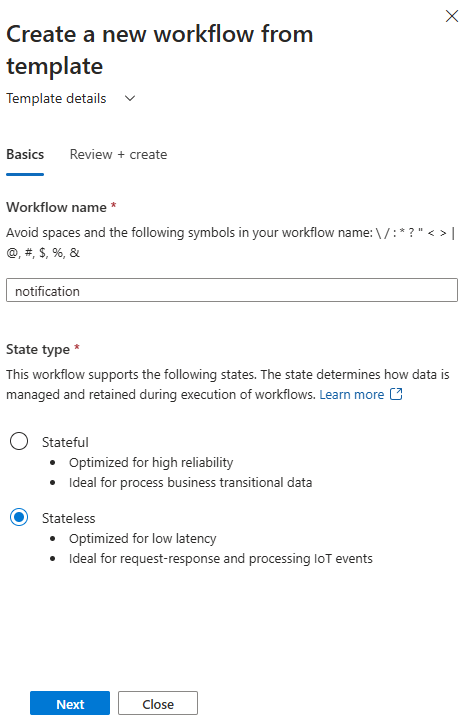 Create a new workflow from
template
Template details
Basics Review + create
Workflow name *
Avoid spaces and the following symbols in your workflow name: \ / : * ? " < > |
@, #, $, %, &
notification
State type *
This workflow supports the following states. The state determines how data is
managed and retained during execution of workflows. Learn more
Stateful
• Optimized for high reliability
• Ideal for process business transitional data
Stateless
• Optimized for low latency
• Ideal for request-response and processing IoT events
Next Close